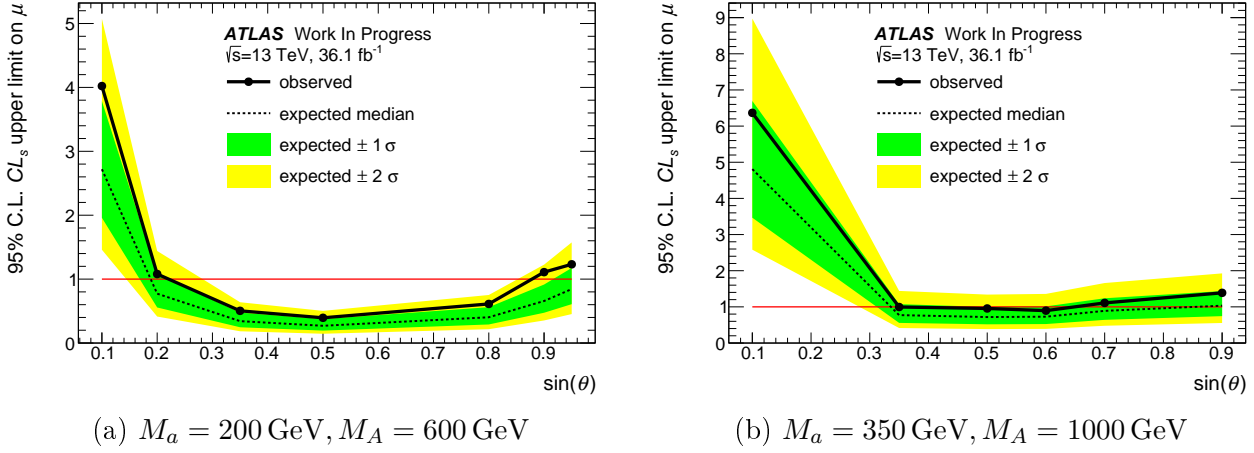 95% C.L. CLs upper limit on μ
5
4
3
2
1
0
ATLAS Work In Progress
√s=13 TeV, 36.1 fb-1
observed
expected median
expected ± 1 σ
expected ± 2 σ
0.1 0.2 0.3 0.4 0.5 0.6 0.7 0.8 0.9
sin(θ)
(a) Ma = 200 GeV, MA = 600 GeV
95% C.L. CLs upper limit on μ
9
8
7
6
5
4
3
2
1
0
ATLAS Work In Progress
√s=13 TeV, 36.1 fb-1
observed
expected median
expected ± 1 σ
expected ± 2 σ
0.1 0.2 0.3 0.4 0.5 0.6 0.7 0.8 0.9
sin(θ)
(b) Ma = 350 GeV, MA = 1000 GeV